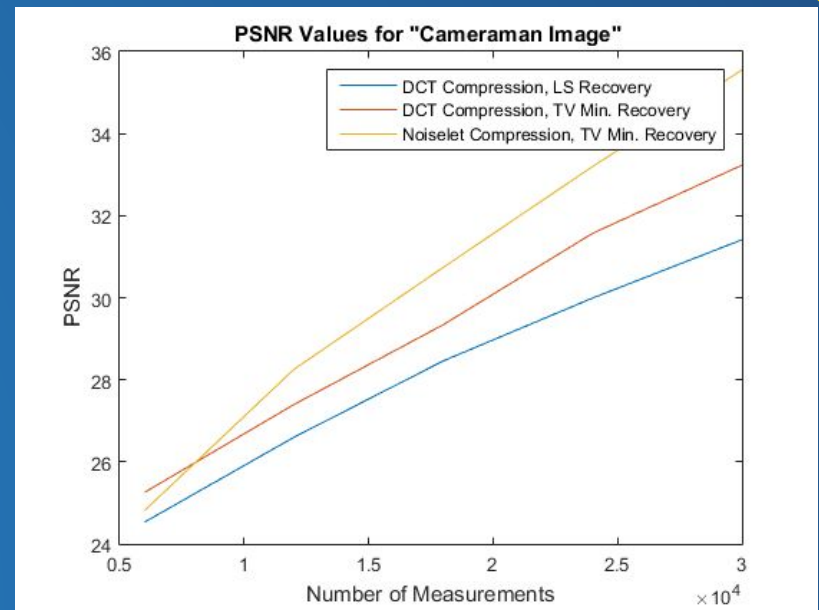 PSNR Values for "Cameraman Image"
DCT Compression, LS Recovery
DCT Compression, TV Min. Recovery
Noiselet Compression, TV Min. Recovery
PSNR
36
34
32
30
28
26
24
0.5 1 1.5 2 2.5 3
Number of Measurements
×10⁴